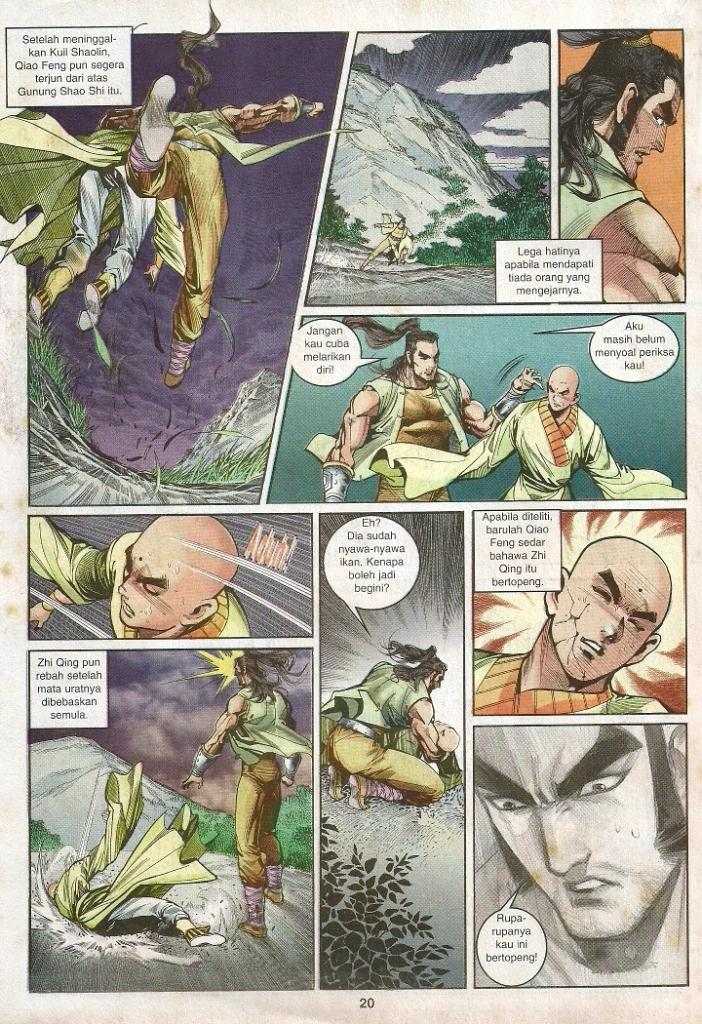 Setelah meninggal-
kan Kuil Shaolin,
Qiao Feng pun segera
terjun dari atas
Gunung Shao Shi itu.
Lega hatinya
apabila mendapati
tiada orang yang
mengejarnya.
Jangan
kau cuba
melarikan
diri!
Aku
masih belum
menyoal periksa
kau!
Aduh!
Eh?
Dia sudah
nyawa-nyawa
ikan. Kenapa
boleh jadi
begini?
Apabila diteliti,
barulah Qiao
Feng sedar
bahawa Zhi
Qing itu
bertopeng.
Zhi Qing pun
rebah setelah
mata uratnya
dibebaskan
semula.
Rupa-
rupanya
kau ini
bertopeng!
20